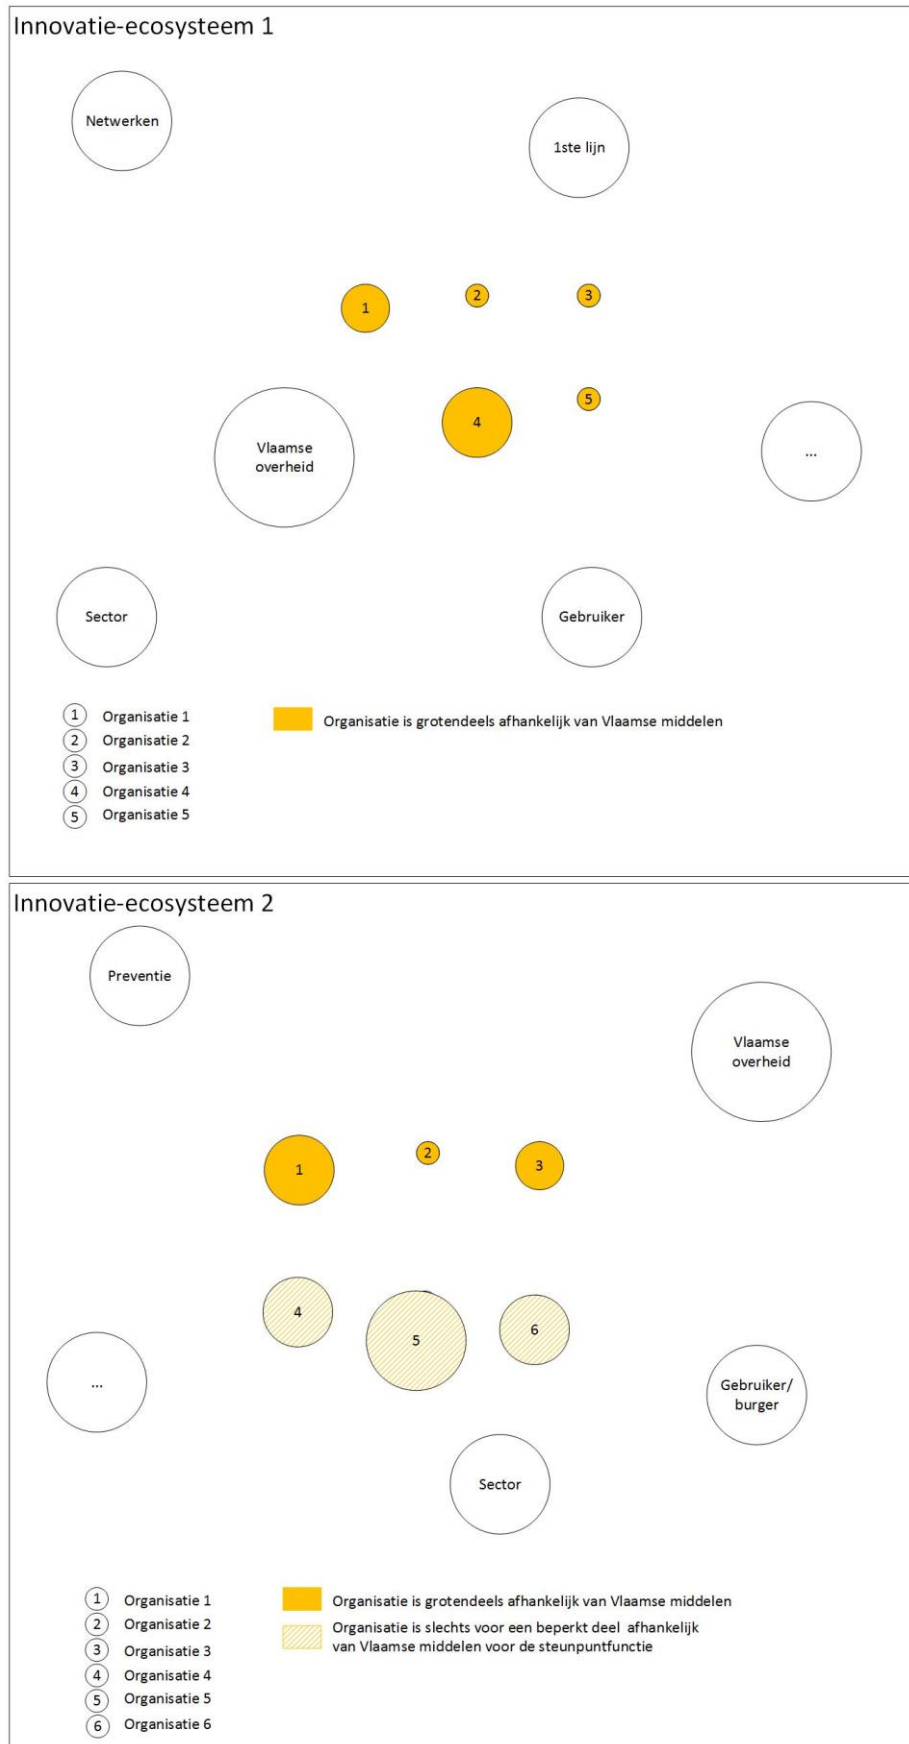 Innovatie-ecosysteem 1
Netwerken
1ste lijn
1
2
3
4
5
Vlaamse
overheid
...
Sector
Gebruiker
1 Organisatie 1
2 Organisatie 2
3 Organisatie 3
4 Organisatie 4
5 Organisatie 5
Organisatie is grotendeels afhankelijk van Vlaamse middelen
Innovatie-ecosysteem 2
Preventie
Vlaamse
overheid
1
2
3
4
5
6
...
Gebruiker/
burger
Sector
1 Organisatie 1
2 Organisatie 2
3 Organisatie 3
4 Organisatie 4
5 Organisatie 5
6 Organisatie 6
Organisatie is grotendeels afhankelijk van Vlaamse middelen
Organisatie is slechts voor een beperkt deel afhankelijk
van Vlaamse middelen voor de steunpuntfunctie